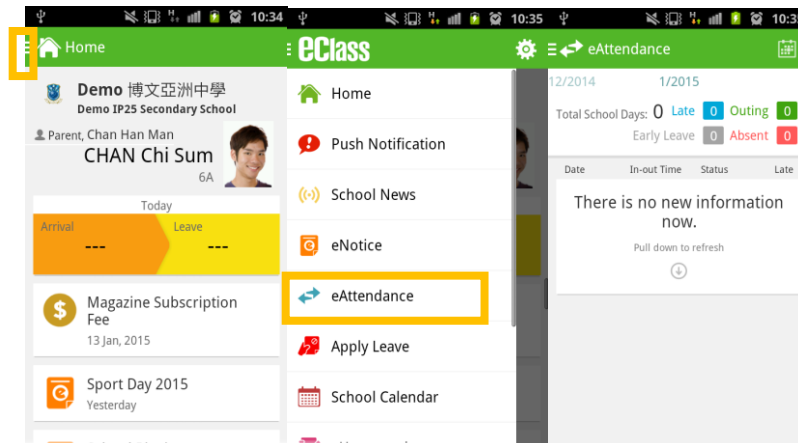 10:34
Home
Demo 博文亞洲中學
Demo IP25 Secondary School
Parent, Chan Han Man
CHAN Chi Sum
6A
Today
Arrival
Leave
---
---
Magazine Subscription
Fee
13 Jan, 2015
Sport Day 2015
Yesterday
10:35
eClass
Home
Push Notification
School News
eNotice
eAttendance
Apply Leave
School Calendar
10:3
eAttendance
12/2014
1/2015
Total School Days: 0 Late 0 Outing 0
Early Leave 0 Absent 0
Date In-out Time Status Late
There is no new information
now.
Pull down to refresh